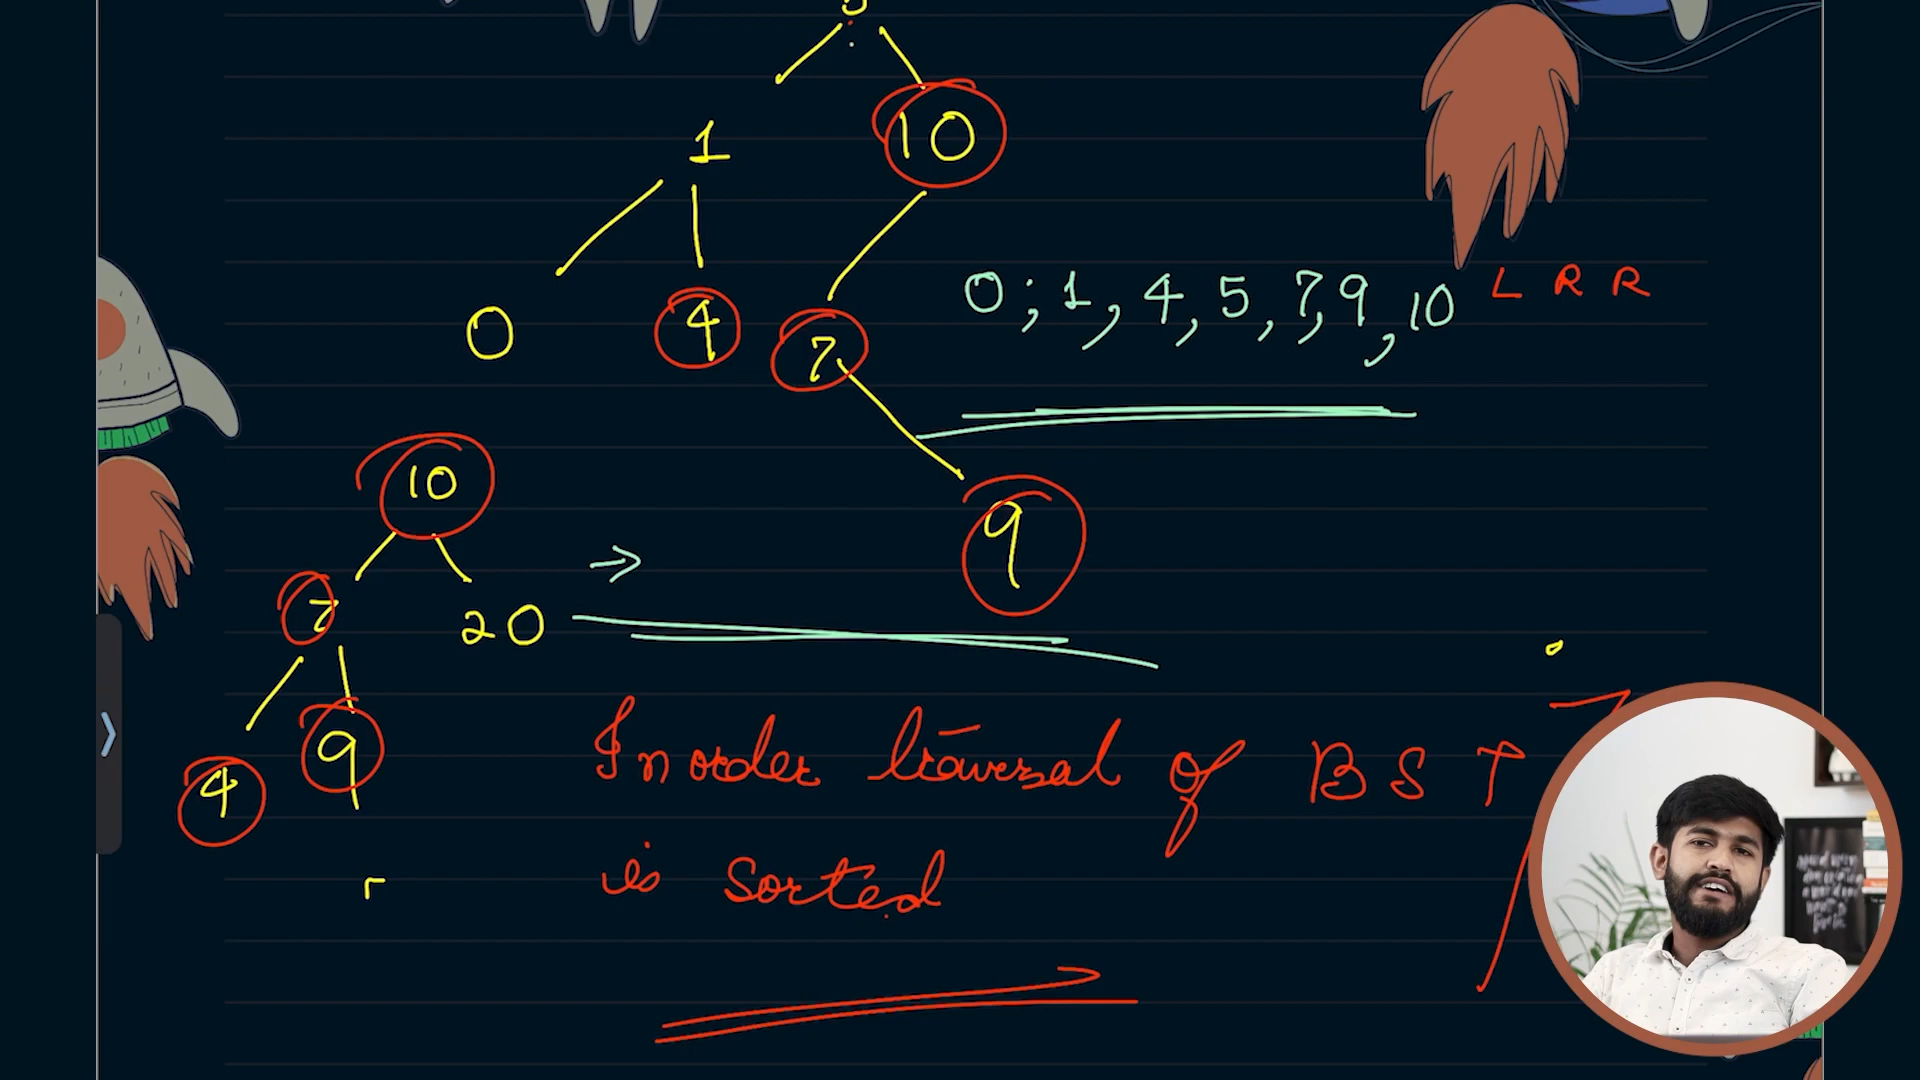 5
1 10
0 4 7
0; 1, 4, 5, 7, 9, 10 L R R
9
10
7 20
4 9
Inorder traversal of BST
is sorted